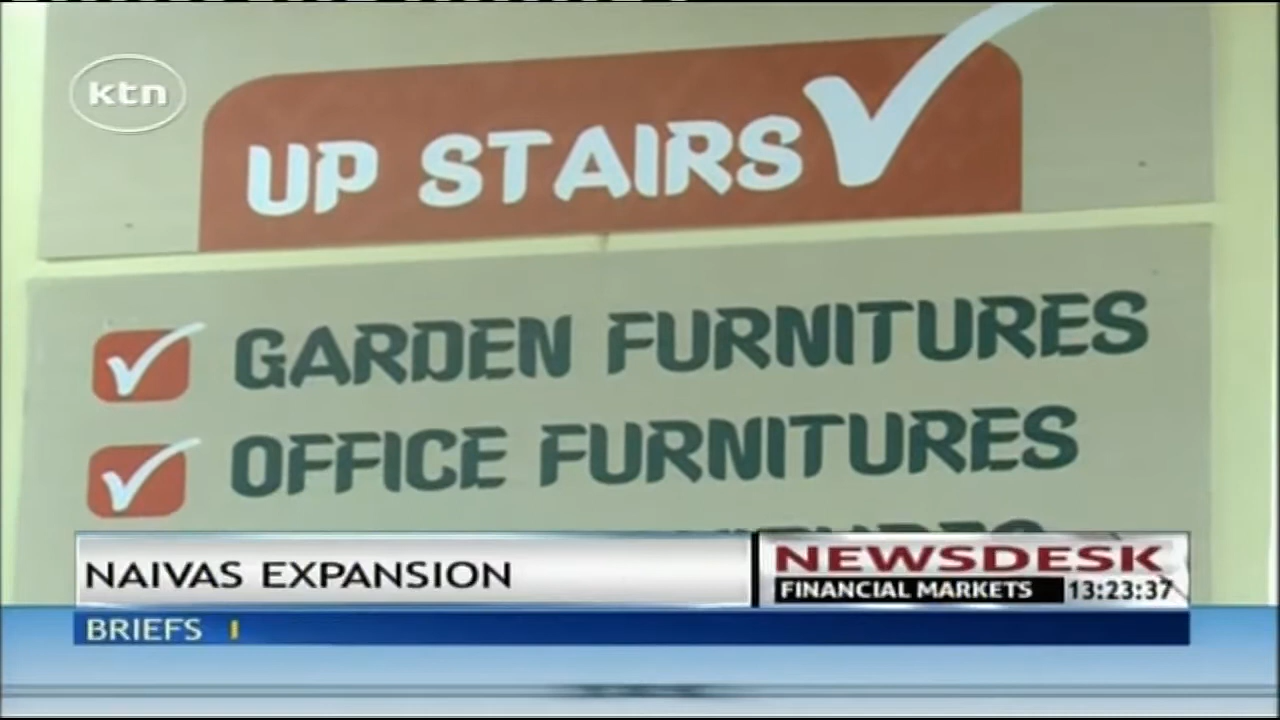 ktn
UP STAIRS
GARDEN FURNITURES
OFFICE FURNITURES
NAIVAS EXPANSION
NEWSDESK
FINANCIAL MARKETS 13:23:37
BRIEFS